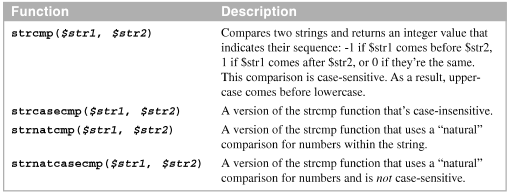 Function Description
strcmp($str1, $str2) Compares two strings and returns an integer value that
indicates their sequence: -1 if $str1 comes before $str2,
1 if $str1 comes after $str2, or 0 if they're the same.
This comparison is case-sensitive. As a result, upper-
case comes before lowercase.
strcasecmp($str1, $str2) A version of the strcmp function that's case-insensitive.
strnatcmp($str1, $str2) A version of the strcmp function that uses a “natural”
comparison for numbers within the string.
strnatcasecmp($str1, $str2) A version of the strcmp function that uses a “natural”
comparison for numbers and is not case-sensitive.